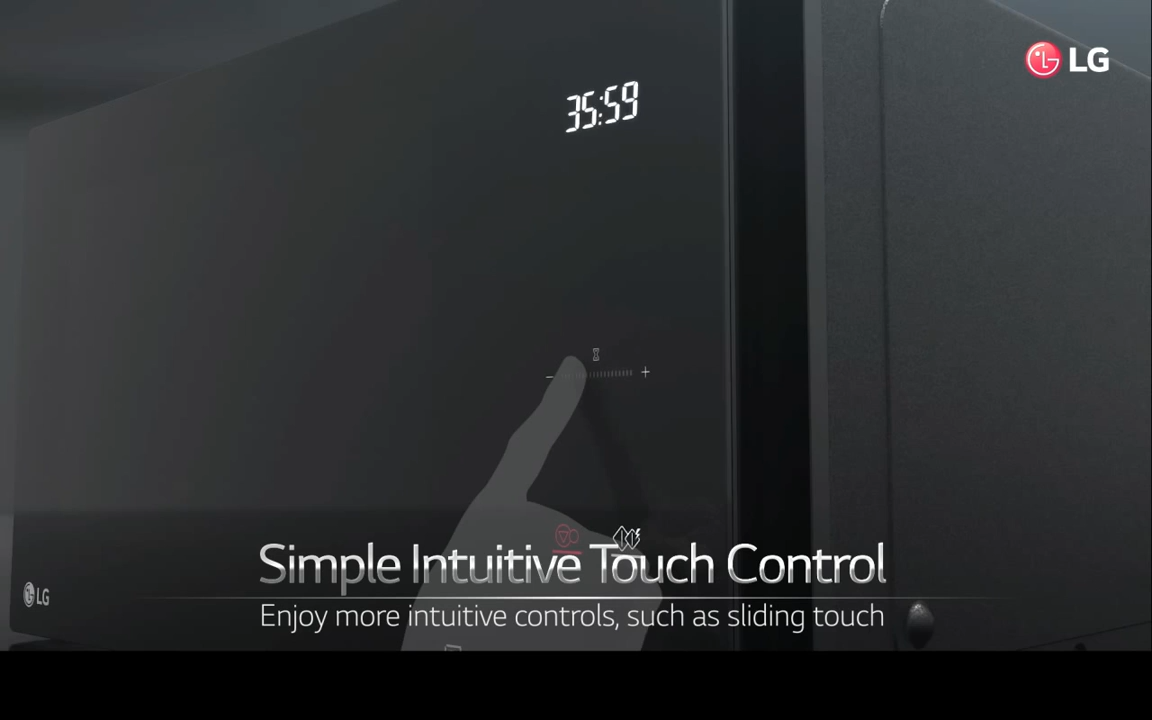 LG
35:59
- +
Simple Intuitive Touch Control
LG
Enjoy more intuitive controls, such as sliding touch